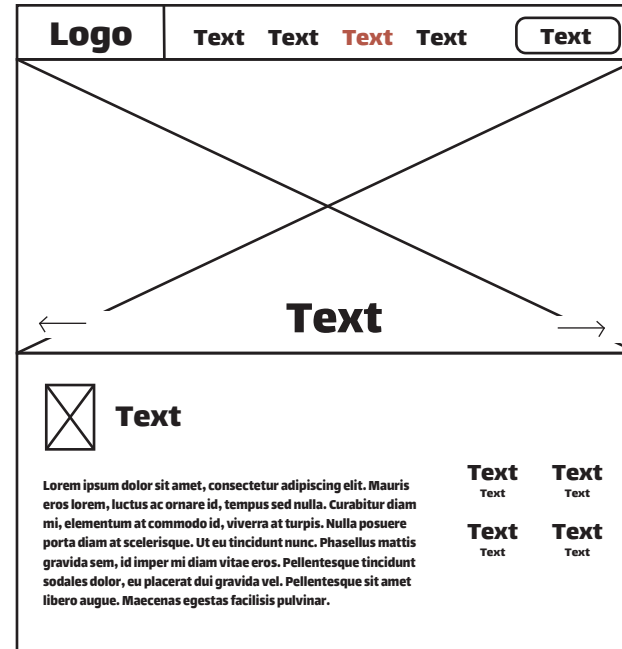 Logo Text Text Text Text Text
Text
Text
Lorem ipsum dolor sit amet, consectetur adipiscing elit. Mauris
eros lorem, luctus ac ornare id, tempus sed nulla. Curabitur diam
mi, elementum at commodo id, viverra at turpis. Nulla posuere
porta diam at scelerisque. Ut eu tincidunt nunc. Phasellus mattis
gravida sem, id imper mi diam vitae eros. Pellentesque tincidunt
sodales dolor, eu placerat dui gravida vel. Pellentesque sit amet
libero augue. Maecenas egestas facilisis pulvinar.
Text Text
Text Text
Text Text
Text Text